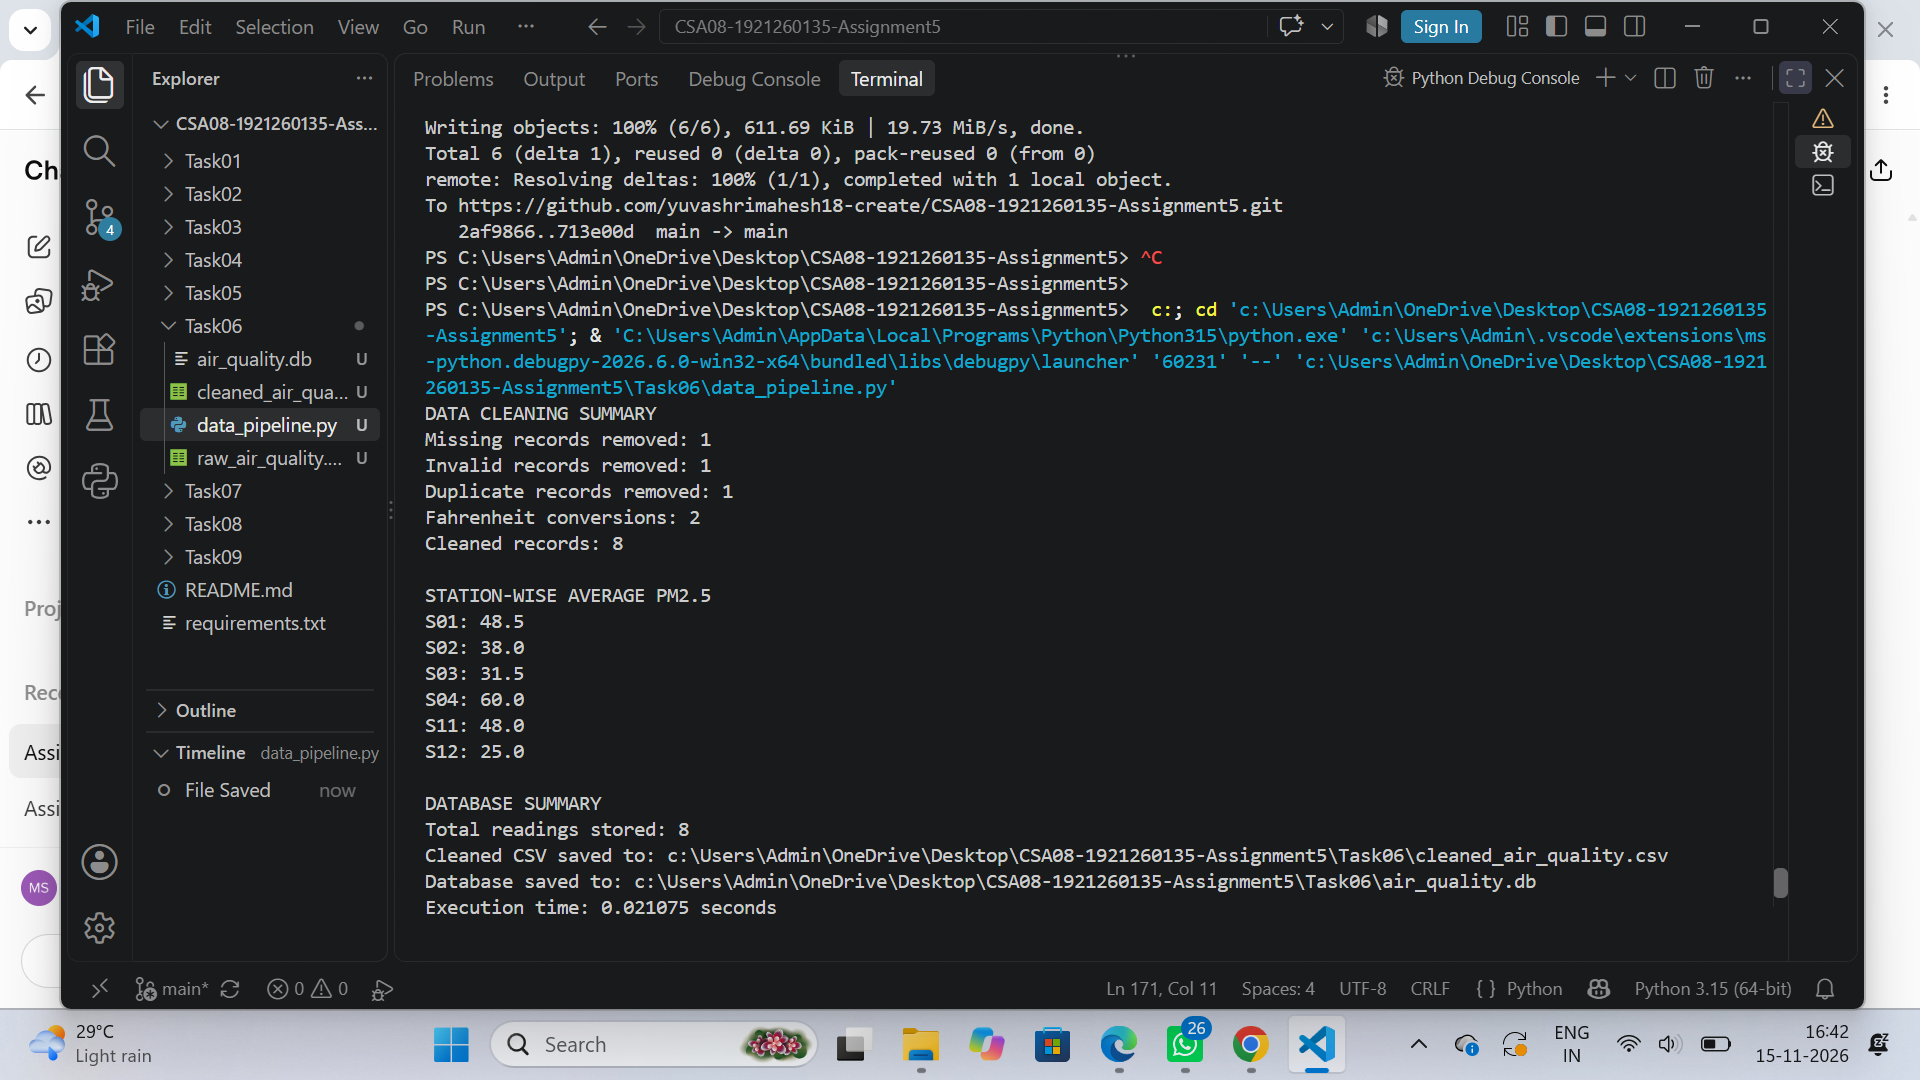 File Edit Selection View Go Run ··· CSA08-1921260135-Assignment5 Sign In
Explorer ···
Problems Output Ports Debug Console Terminal
Python Debug Console ···
CSA08-1921260135-Ass...
Task01
Task02
Task03
Task04
Task05
Task06
air_quality.db U
cleaned_air_qua... U
data_pipeline.py U
raw_air_quality.... U
Task07
Task08
Task09
README.md
requirements.txt
Outline
Timeline data_pipeline.py
File Saved now
4
Writing objects: 100% (6/6), 611.69 KiB | 19.73 MiB/s, done.
Total 6 (delta 1), reused 0 (delta 0), pack-reused 0 (from 0)
remote: Resolving deltas: 100% (1/1), completed with 1 local object.
To https://github.com/yuvashrimahesh18-create/CSA08-1921260135-Assignment5.git
2af9866..713e00d main -> main
PS C:\Users\Admin\OneDrive\Desktop\CSA08-1921260135-Assignment5> ^C
PS C:\Users\Admin\OneDrive\Desktop\CSA08-1921260135-Assignment5>
PS C:\Users\Admin\OneDrive\Desktop\CSA08-1921260135-Assignment5> c:; cd 'c:\Users\Admin\OneDrive\Desktop\CSA08-1921260135
-Assignment5'; & 'C:\Users\Admin\AppData\Local\Programs\Python\Python315\python.exe' 'c:\Users\Admin\.vscode\extensions\ms
-python.debugpy-2026.6.0-win32-x64\bundled\libs\debugpy\launcher' '60231' '--' 'c:\Users\Admin\OneDrive\Desktop\CSA08-1921
260135-Assignment5\Task06\data_pipeline.py'
DATA CLEANING SUMMARY
Missing records removed: 1
Invalid records removed: 1
Duplicate records removed: 1
Fahrenheit conversions: 2
Cleaned records: 8
STATION-WISE AVERAGE PM2.5
S01: 48.5
S02: 38.0
S03: 31.5
S04: 60.0
S11: 48.0
S12: 25.0
DATABASE SUMMARY
Total readings stored: 8
Cleaned CSV saved to: c:\Users\Admin\OneDrive\Desktop\CSA08-1921260135-Assignment5\Task06\cleaned_air_quality.csv
Database saved to: c:\Users\Admin\OneDrive\Desktop\CSA08-1921260135-Assignment5\Task06\air_quality.db
Execution time: 0.021075 seconds
main* 0 0 Ln 171, Col 11 Spaces: 4 UTF-8 CRLF { } Python Python 3.15 (64-bit)
Proj
Rec
Assi
Assi
MS
29°C
Light rain
Search
26
ENG
IN
16:42
15-11-2026